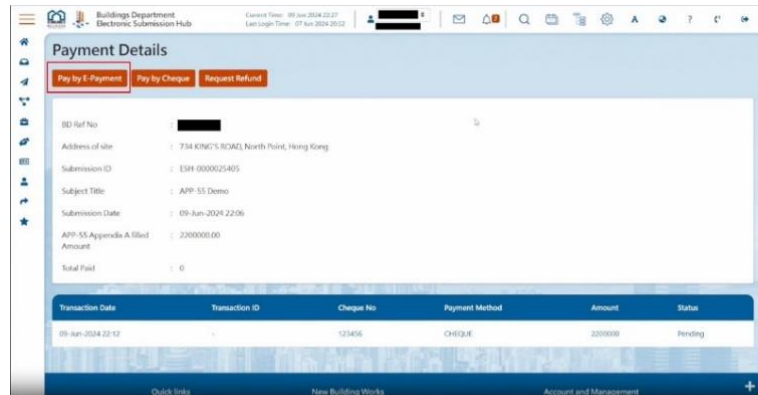 Buildings Department
Electronic Submission Hub
Current Time: 09 Jun 2024 22:27
Last Login Time: 07 Jun 2024 20:52
A
?
Payment Details
Pay by E-Payment Pay by Cheque Request Refund
BD Ref No :
Address of site : 734 KING'S ROAD, North Point, Hong Kong
Submission ID : ESH-0000025405
Subject Title : APP-55 Demo
Submission Date : 09-Jun-2024 22:06
APP-55 Appendix A filled : 2200000.00
Amount
Total Paid : 0
Transaction Date Transaction ID Cheque No Payment Method Amount Status
09-Jun-2024 22:12 - 123456 CHEQUE 2200000 Pending
Quick links New Building Works Account and Management +